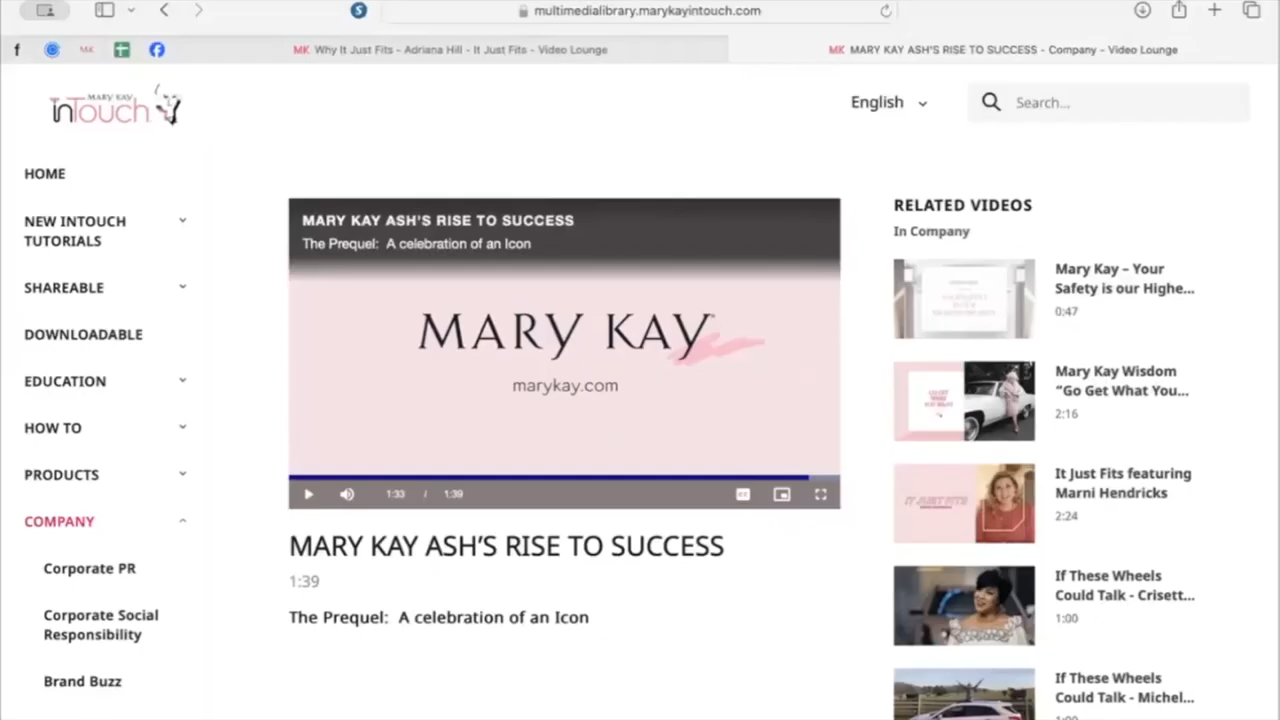 multimedialibrary.marykayintouch.com
MK Why It Just Fits - Adriana Hill - It Just Fits - Video Lounge
MK MARY KAY ASH'S RISE TO SUCCESS - Company - Video Lounge
MARY KAY
inTouch
English
Search...
HOME
NEW INTOUCH
TUTORIALS
SHAREABLE
DOWNLOADABLE
EDUCATION
HOW TO
PRODUCTS
COMPANY
Corporate PR
Corporate Social
Responsibility
Brand Buzz
MARY KAY ASH'S RISE TO SUCCESS
The Prequel: A celebration of an Icon
MARY KAY
marykay.com
1:33 / 1:39
MARY KAY ASH'S RISE TO SUCCESS
1:39
The Prequel: A celebration of an Icon
RELATED VIDEOS
In Company
Mary Kay – Your
Safety is our Highe...
0:47
Mary Kay Wisdom
“Go Get What You...
2:16
IT JUST FITS
It Just Fits featuring
Marni Hendricks
2:24
If These Wheels
Could Talk - Crisett...
1:00
If These Wheels
Could Talk - Michel...